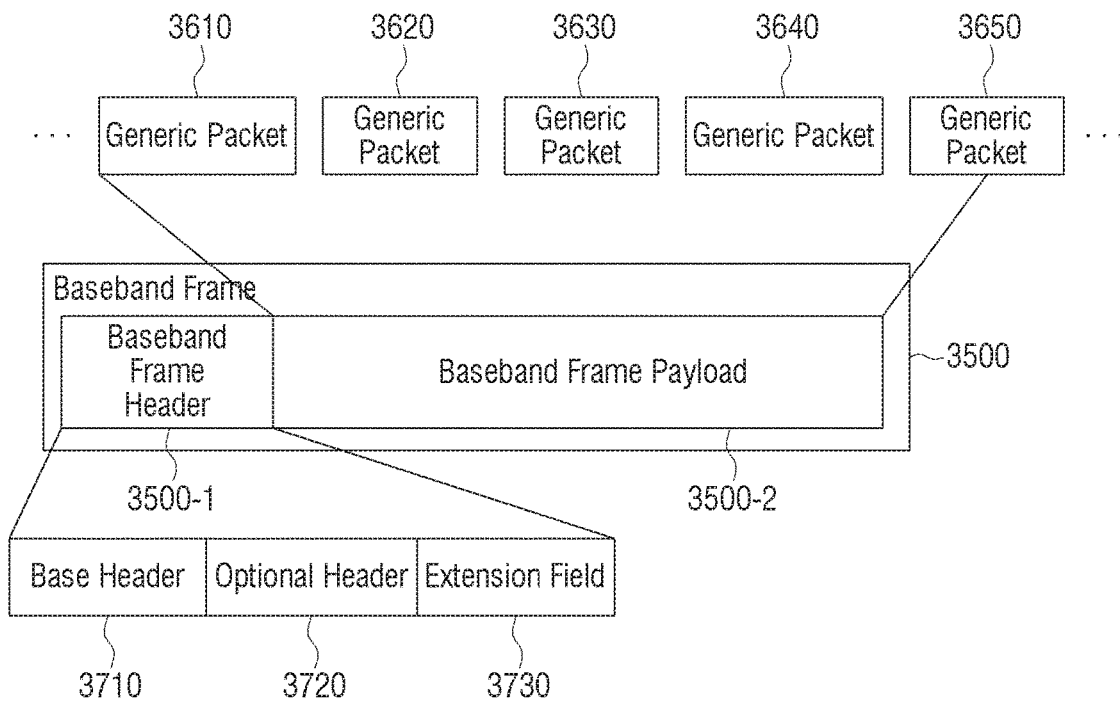 3610 3620 3630 3640 3650
... Generic Packet Generic Packet Generic Packet Generic Packet Generic Packet ...
Baseband Frame
Baseband Frame Header
Baseband Frame Payload
3500
3500-1 3500-2
Base Header Optional Header Extension Field
3710 3720 3730